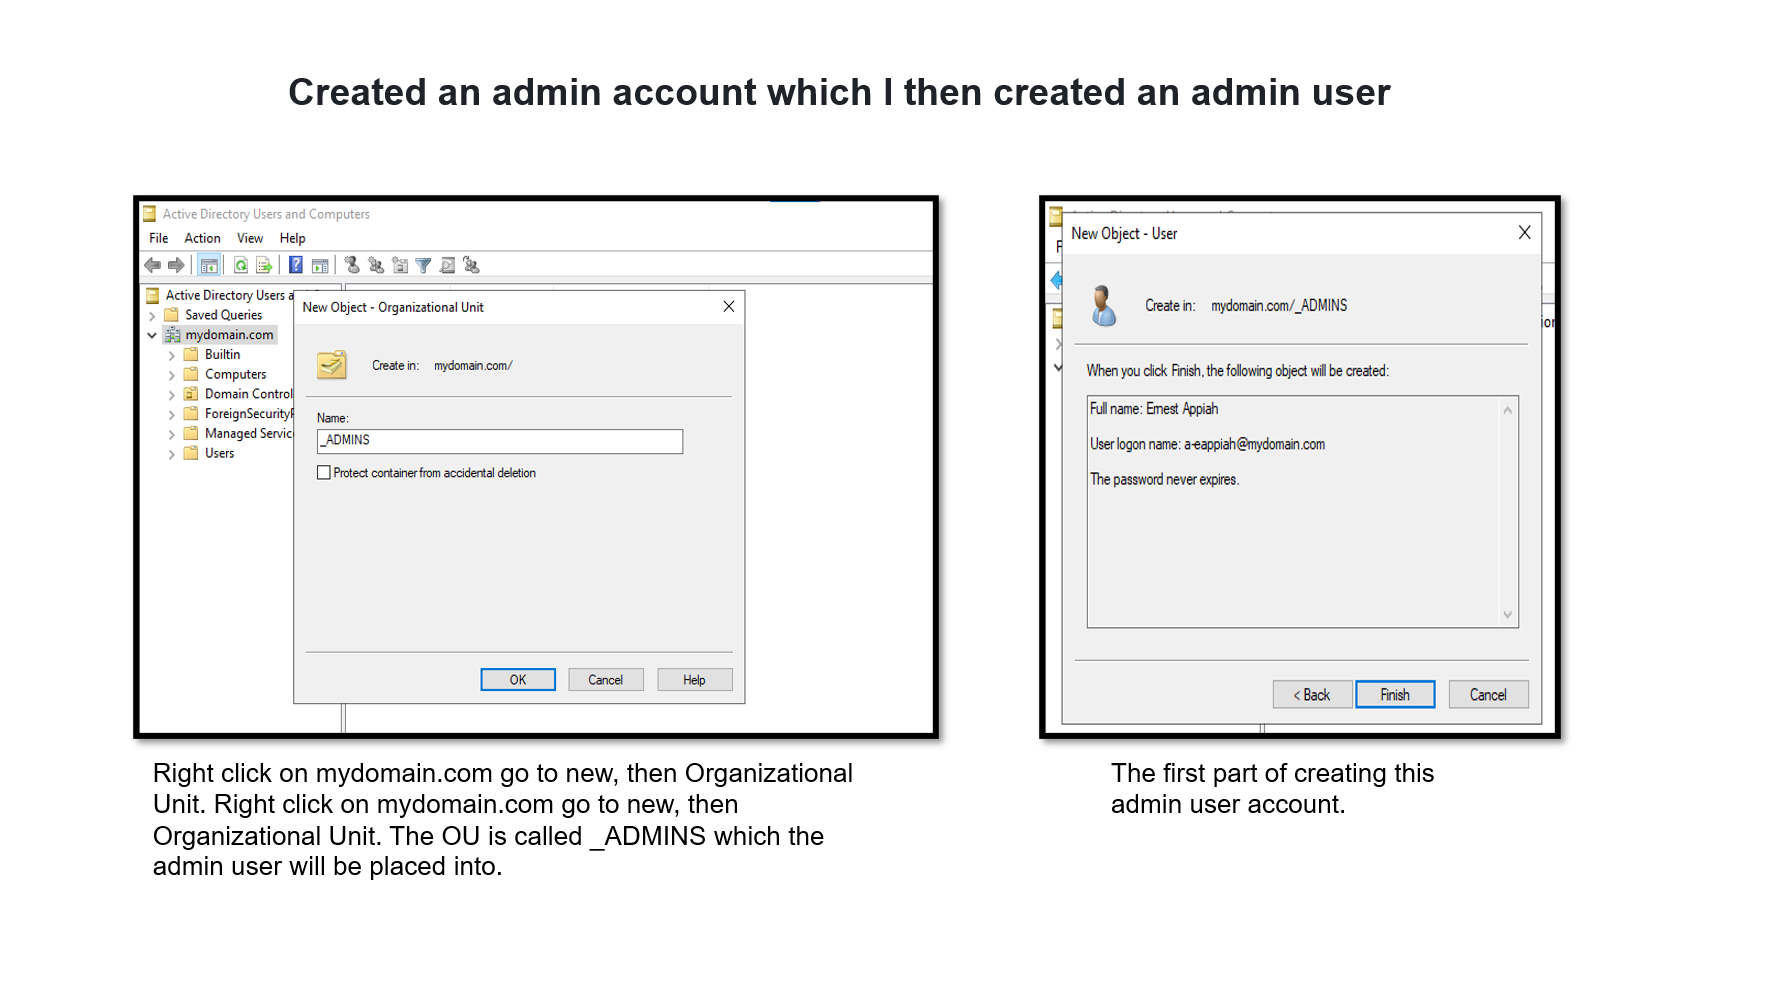 Created an admin account which I then created an admin user
Active Directory Users and Computers
File Action View Help
Active Directory Users a
Saved Queries
mydomain.com
Builtin
Computers
Domain Control
ForeignSecurityP
Managed Servic
Users
New Object - Organizational Unit
Create in: mydomain.com/
Name:
_ADMINS
Protect container from accidental deletion
OK Cancel Help
New Object - User
Create in: mydomain.com/_ADMINS
When you click Finish, the following object will be created:
Full name: Ernest Appiah
User logon name: a-eappiah@mydomain.com
The password never expires.
< Back Finish Cancel
Right click on mydomain.com go to new, then Organizational
Unit. Right click on mydomain.com go to new, then
Organizational Unit. The OU is called _ADMINS which the
admin user will be placed into.
The first part of creating this
admin user account.